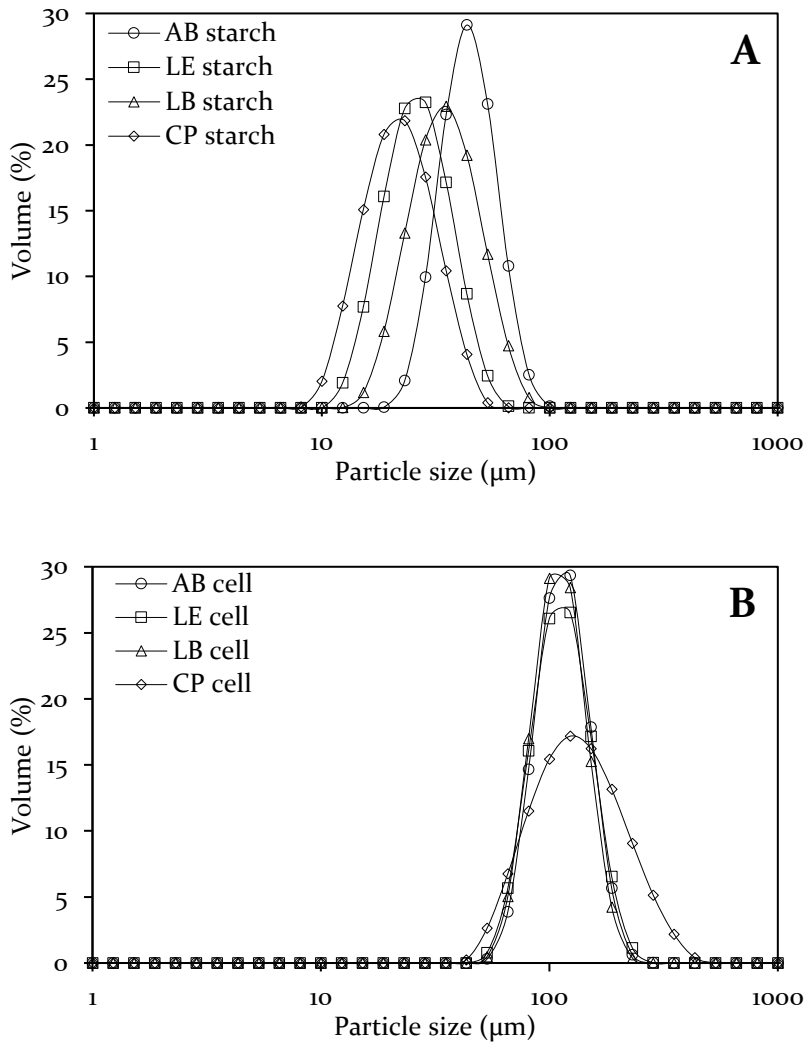 30
25
20
15
10
5
0
Volume (%)
AB starch
LE starch
LB starch
CP starch
A
1 10 100 1000
Particle size (µm)
30
25
20
15
10
5
0
Volume (%)
AB cell
LE cell
LB cell
CP cell
B
1 10 100 1000
Particle size (µm)